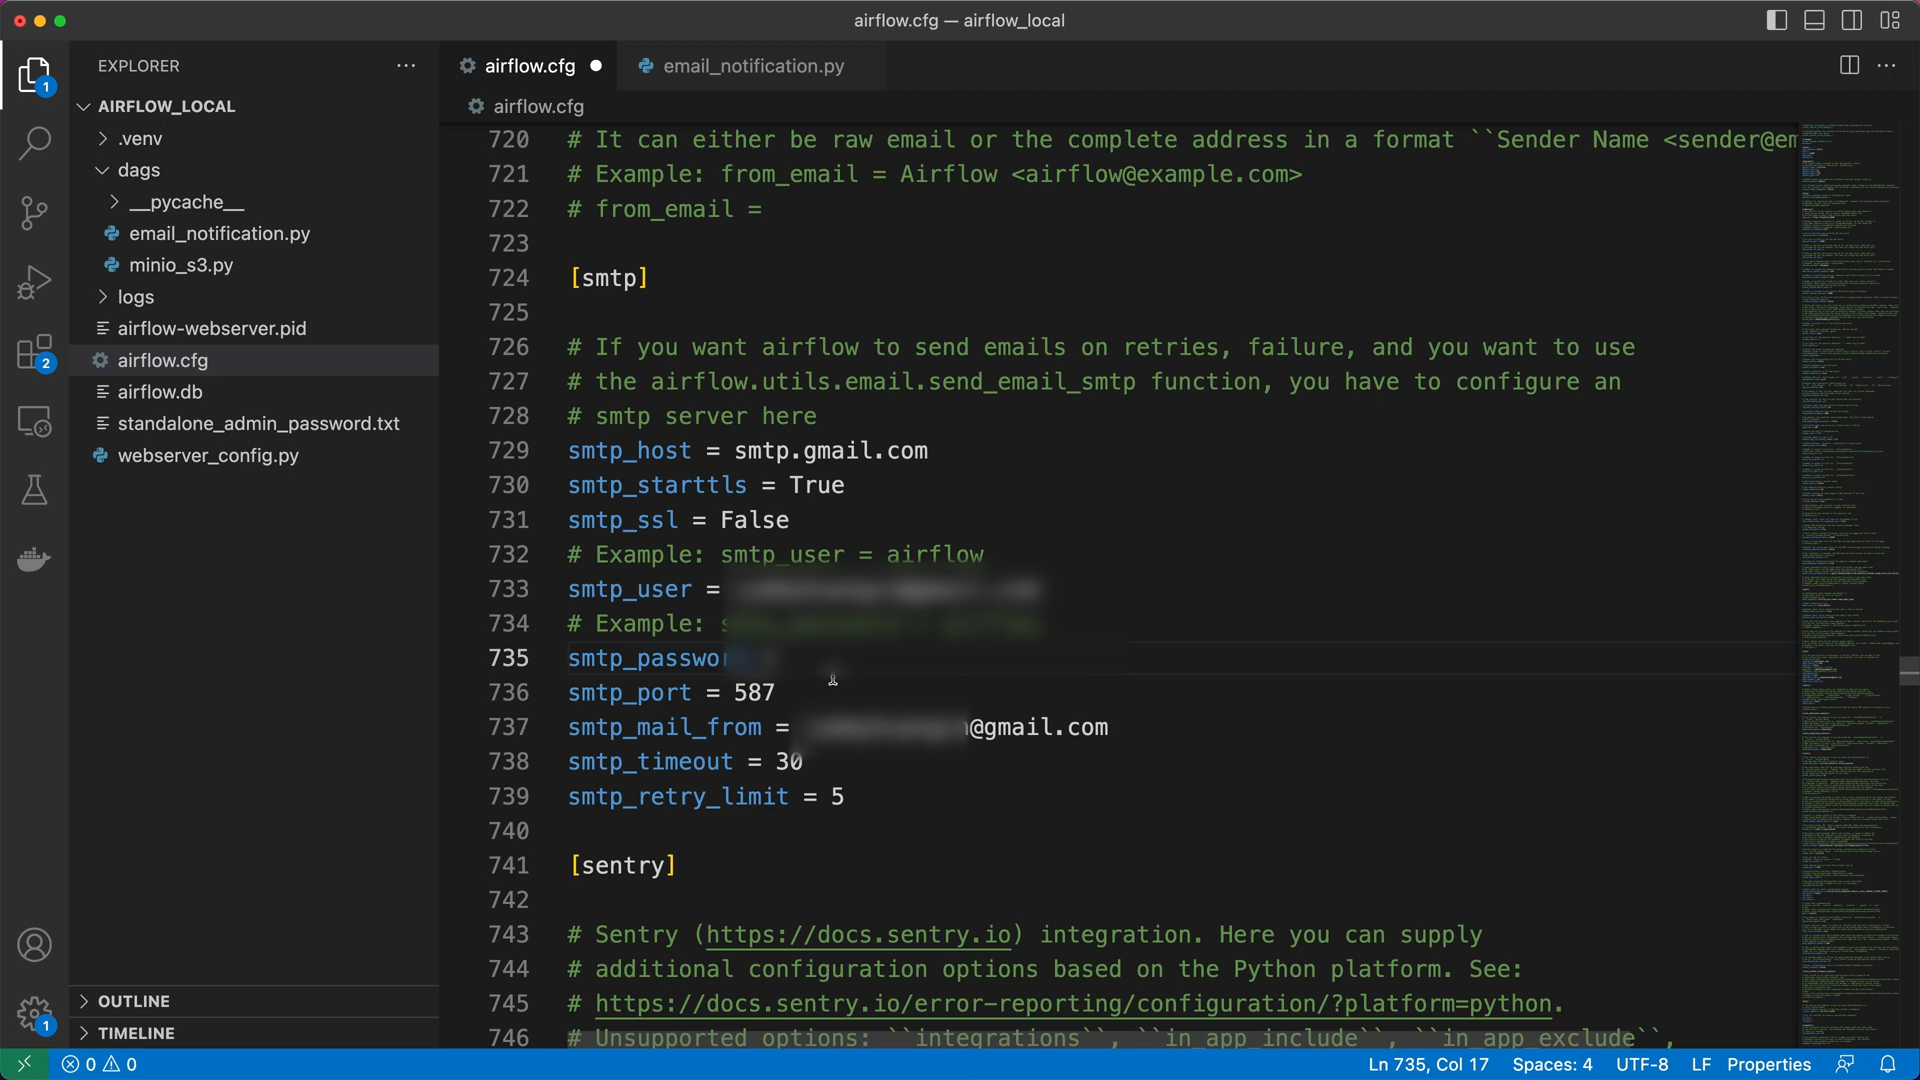 airflow.cfg — airflow_local
EXPLORER
1
AIRFLOW_LOCAL
.venv
dags
__pycache__
email_notification.py
minio_s3.py
logs
airflow-webserver.pid
airflow.cfg
2
airflow.db
standalone_admin_password.txt
webserver_config.py
OUTLINE
TIMELINE
1
airflow.cfg
email_notification.py
airflow.cfg
720 # It can either be raw email or the complete address in a format ``Sender Name <sender@em
721 # Example: from_email = Airflow <airflow@example.com>
722 # from_email =
723
724 [smtp]
725
726 # If you want airflow to send emails on retries, failure, and you want to use
727 # the airflow.utils.email.send_email_smtp function, you have to configure an
728 # smtp server here
729 smtp_host = smtp.gmail.com
730 smtp_starttls = True
731 smtp_ssl = False
732 # Example: smtp_user = airflow
733 smtp_user =
734 # Example:
735 smtp_passwor
736 smtp_port = 587
737 smtp_mail_from = @gmail.com
738 smtp_timeout = 30
739 smtp_retry_limit = 5
740
741 [sentry]
742
743 # Sentry (https://docs.sentry.io) integration. Here you can supply
744 # additional configuration options based on the Python platform. See:
745 # https://docs.sentry.io/error-reporting/configuration/?platform=python.
746 # Unsupported options: ``integrations``, ``in_app_include``, ``in_app_exclude``,
0 0 Ln 735, Col 17 Spaces: 4 UTF-8 LF Properties